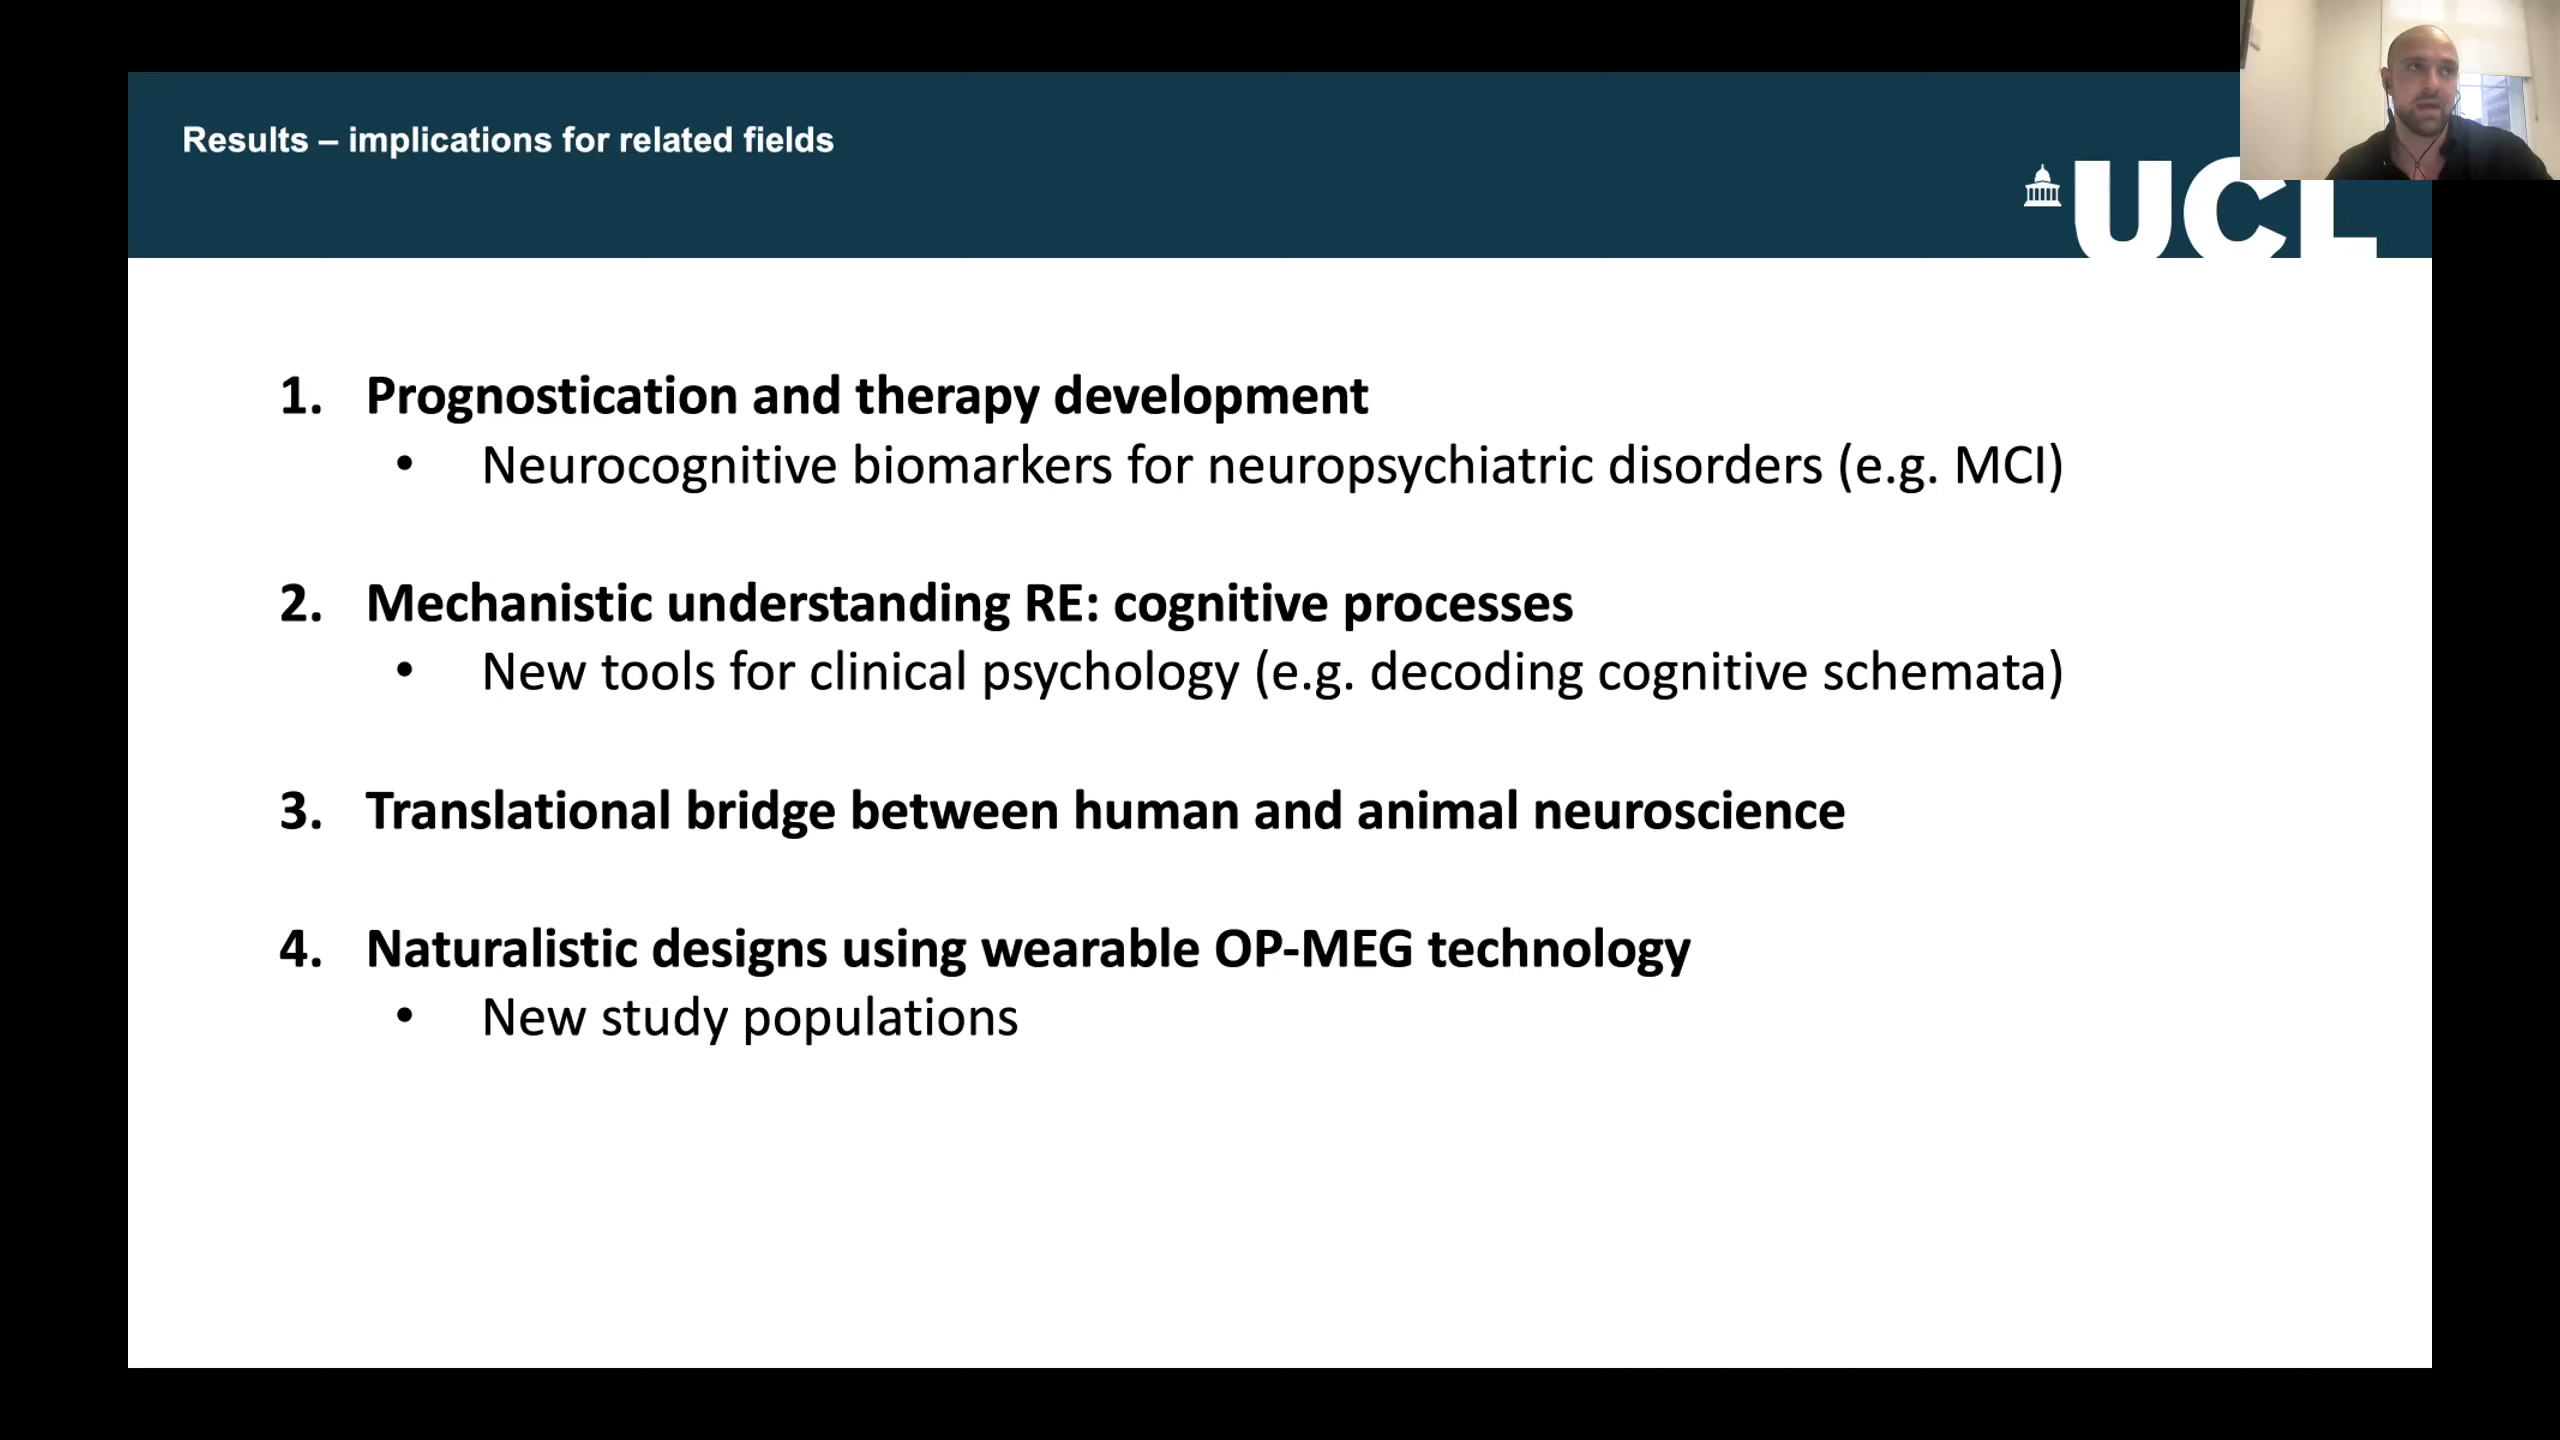 Results – implications for related fields
UCL
1. Prognostication and therapy development
• Neurocognitive biomarkers for neuropsychiatric disorders (e.g. MCI)
2. Mechanistic understanding RE: cognitive processes
• New tools for clinical psychology (e.g. decoding cognitive schemata)
3. Translational bridge between human and animal neuroscience
4. Naturalistic designs using wearable OP-MEG technology
• New study populations